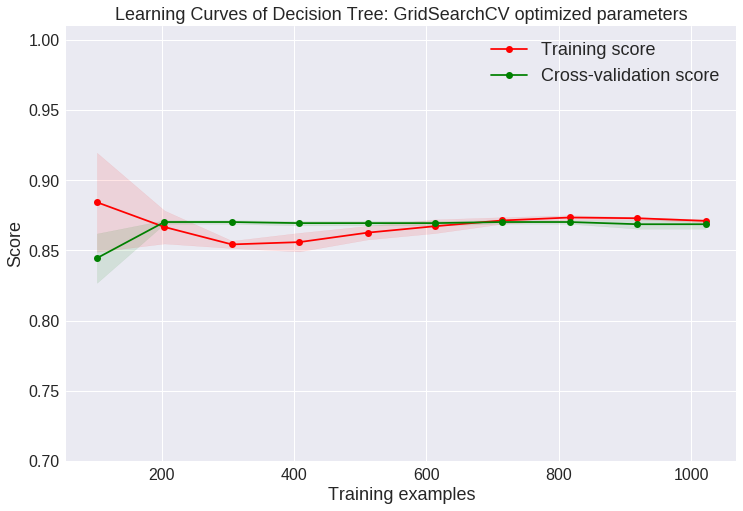 Learning Curves of Decision Tree: GridSearchCV optimized parameters
1.00
Training score
Cross-validation score
0.95
0.90
0.85
0.80
0.75
0.70
Score
200 400 600 800 1000
Training examples